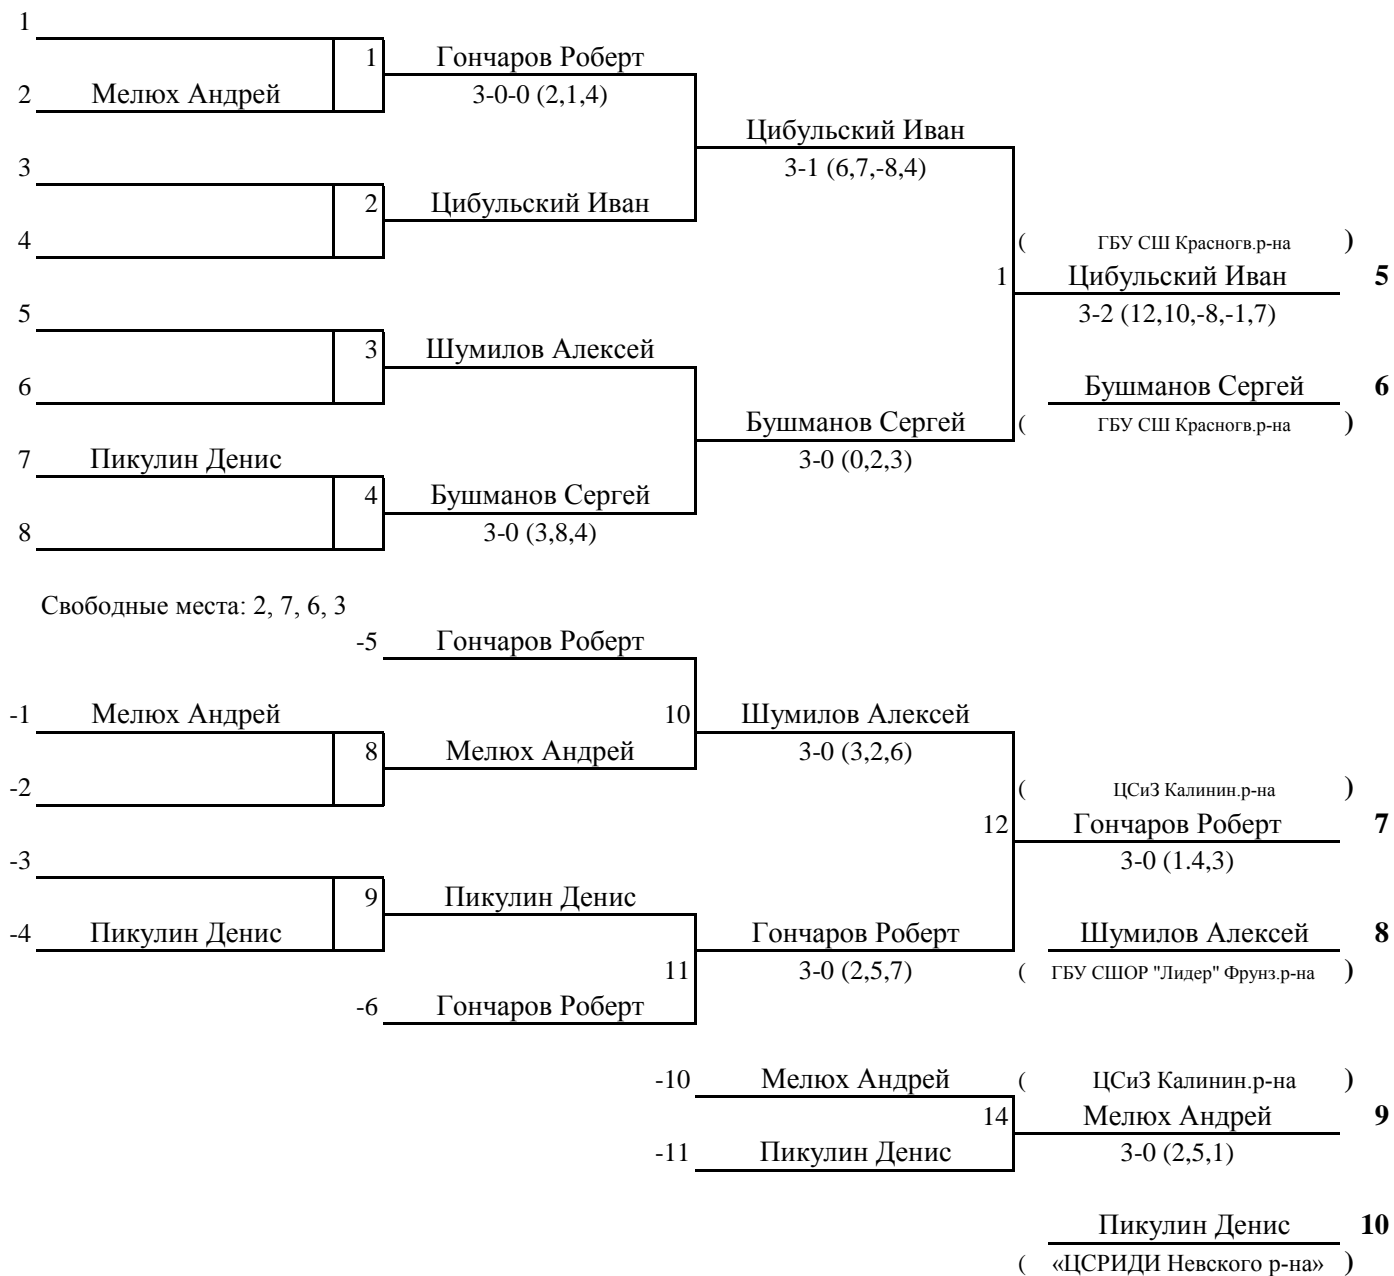 1
1 Гончаров Роберт
2 Мелюх Андрей 3-0-0 (2,1,4)
Цибульский Иван
3 3-1 (6,7,-8,4)
2 Цибульский Иван
4 ( ГБУ СШ Красногв.р-на )
1 Цибульский Иван 5
5 3-2 (12,10,-8,-1,7)
3 Шумилов Алексей
6 Бушманов Сергей 6
Бушманов Сергей ( ГБУ СШ Красногв.р-на )
7 Пикулин Денис 3-0 (0,2,3)
4 Бушманов Сергей
8 3-0 (3,8,4)
Свободные места: 2, 7, 6, 3
-5 Гончаров Роберт
-1 Мелюх Андрей 10 Шумилов Алексей
8 Мелюх Андрей 3-0 (3,2,6)
-2 ( ЦСиЗ Калинин.р-на )
12 Гончаров Роберт 7
-3 3-0 (1.4,3)
9 Пикулин Денис
-4 Пикулин Денис Гончаров Роберт Шумилов Алексей 8
11 3-0 (2,5,7) ( ГБУ СШОР "Лидер" Фрунз.р-на )
-6 Гончаров Роберт
-10 Мелюх Андрей ( ЦСиЗ Калинин.р-на )
14 Мелюх Андрей 9
-11 Пикулин Денис 3-0 (2,5,1)
Пикулин Денис 10
( «ЦСРИДИ Невского р-на» )